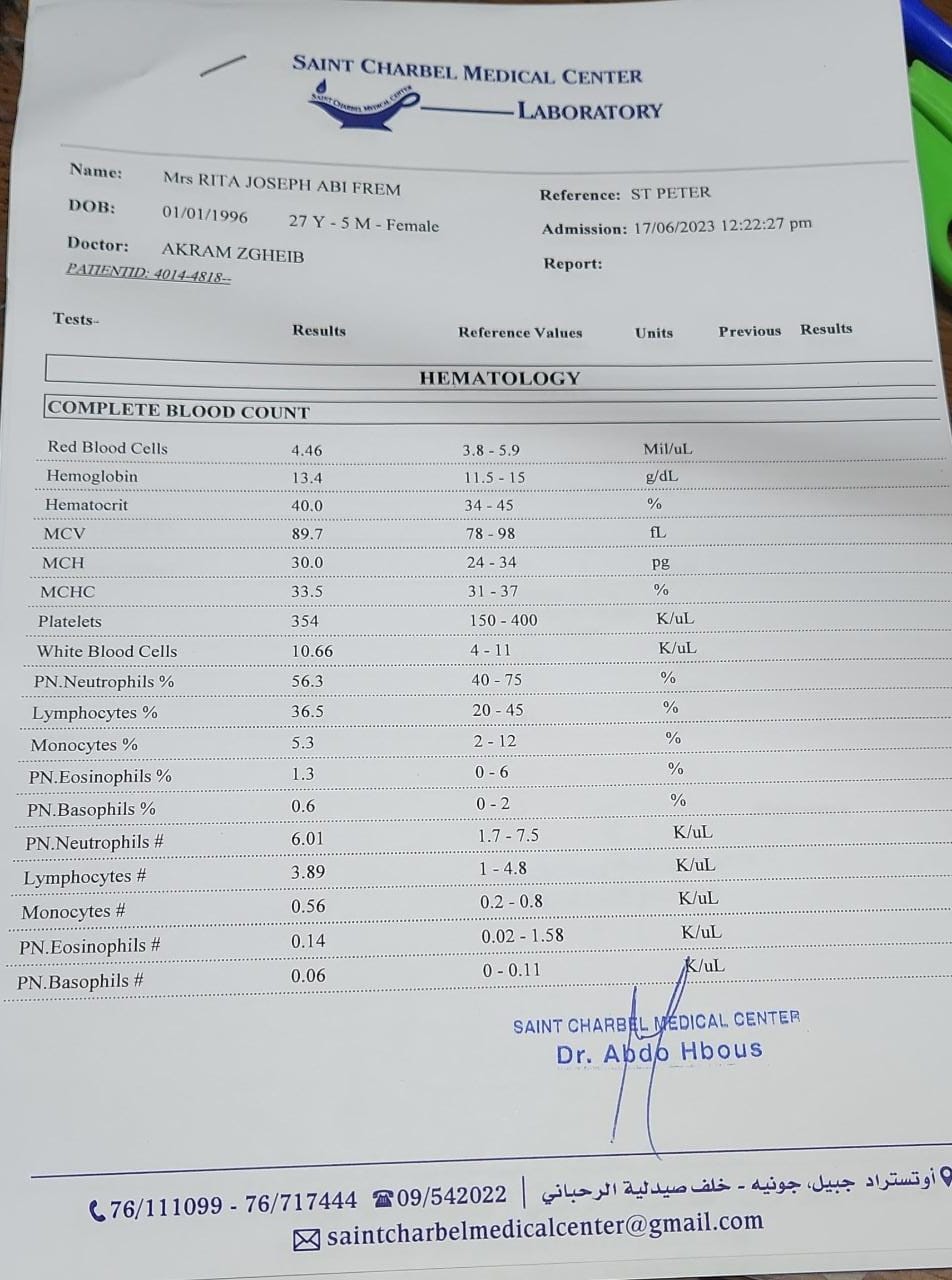 SAINT CHARBEL MEDICAL CENTER
SAINT CHARBEL MEDICAL CENTER
LABORATORY
Name: Mrs RITA JOSEPH ABI FREM Reference: ST PETER
DOB: 01/01/1996 27 Y - 5 M - Female Admission: 17/06/2023 12:22:27 pm
Doctor: AKRAM ZGHEIB Report:
PATIENTID: 4014-4818--
Tests-- Results Reference Values Units Previous Results
HEMATOLOGY
COMPLETE BLOOD COUNT
Red Blood Cells 4.46 3.8 - 5.9 Mil/uL
Hemoglobin 13.4 11.5 - 15 g/dL
Hematocrit 40.0 34 - 45 %
MCV 89.7 78 - 98 fL
MCH 30.0 24 - 34 pg
MCHC 33.5 31 - 37 %
Platelets 354 150 - 400 K/uL
White Blood Cells 10.66 4 - 11 K/uL
PN.Neutrophils % 56.3 40 - 75 %
Lymphocytes % 36.5 20 - 45 %
Monocytes % 5.3 2 - 12 %
PN.Eosinophils % 1.3 0 - 6 %
PN.Basophils % 0.6 0 - 2 %
PN.Neutrophils # 6.01 1.7 - 7.5 K/uL
Lymphocytes # 3.89 1 - 4.8 K/uL
Monocytes # 0.56 0.2 - 0.8 K/uL
PN.Eosinophils # 0.14 0.02 - 1.58 K/uL
PN.Basophils # 0.06 0 - 0.11 K/uL
SAINT CHARBEL MEDICAL CENTER
Dr. Abdo Hbous
76/111099 - 76/717444 09/542022 | أوتستراد جبيل، جونيه - خلف صيدلية الرحباني
saintcharbelmedicalcenter@gmail.com